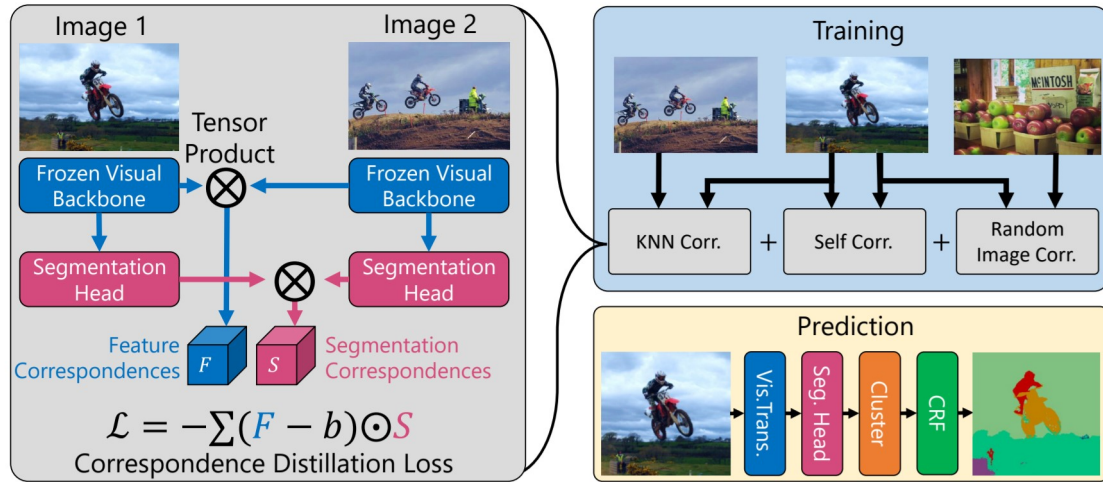 Image 1
Image 2
Tensor
Product
Frozen Visual
Backbone
Frozen Visual
Backbone
Segmentation
Head
Segmentation
Head
Feature
Correspondences
F
S
Segmentation
Correspondences
ℒ = −∑(F − b)⊙S
Correspondence Distillation Loss
Training
McINTOSH
KNN Corr.
+
Self Corr.
+
Random
Image Corr.
Prediction
Vis.Trans.
Seg. Head
Cluster
CRF